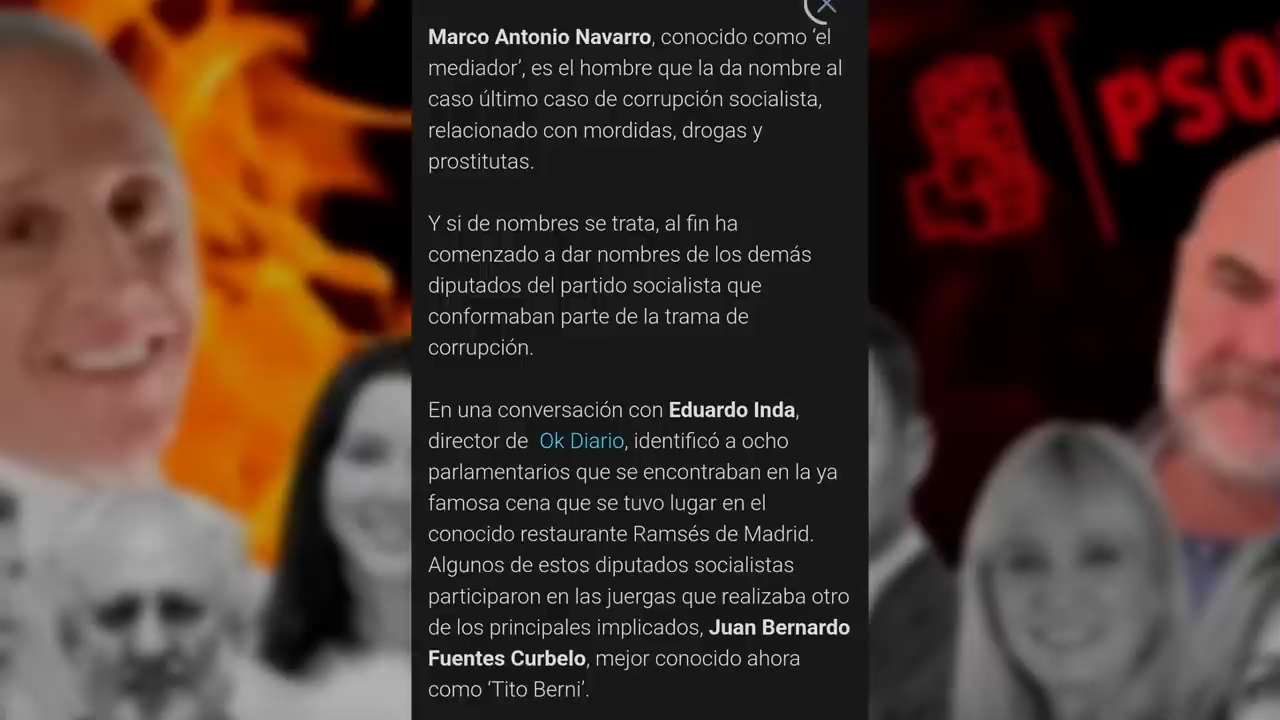 Marco Antonio Navarro, conocido como ‘el
mediador’, es el hombre que la da nombre al
caso último caso de corrupción socialista,
relacionado con mordidas, drogas y
prostitutas.
Y si de nombres se trata, al fin ha
comenzado a dar nombres de los demás
diputados del partido socialista que
conformaban parte de la trama de
corrupción.
En una conversación con Eduardo Inda,
director de Ok Diario, identificó a ocho
parlamentarios que se encontraban en la ya
famosa cena que se tuvo lugar en el
conocido restaurante Ramsés de Madrid.
Algunos de estos diputados socialistas
participaron en las juergas que realizaba otro
de los principales implicados, Juan Bernardo
Fuentes Curbelo, mejor conocido ahora
como ‘Tito Berni’.
PSO